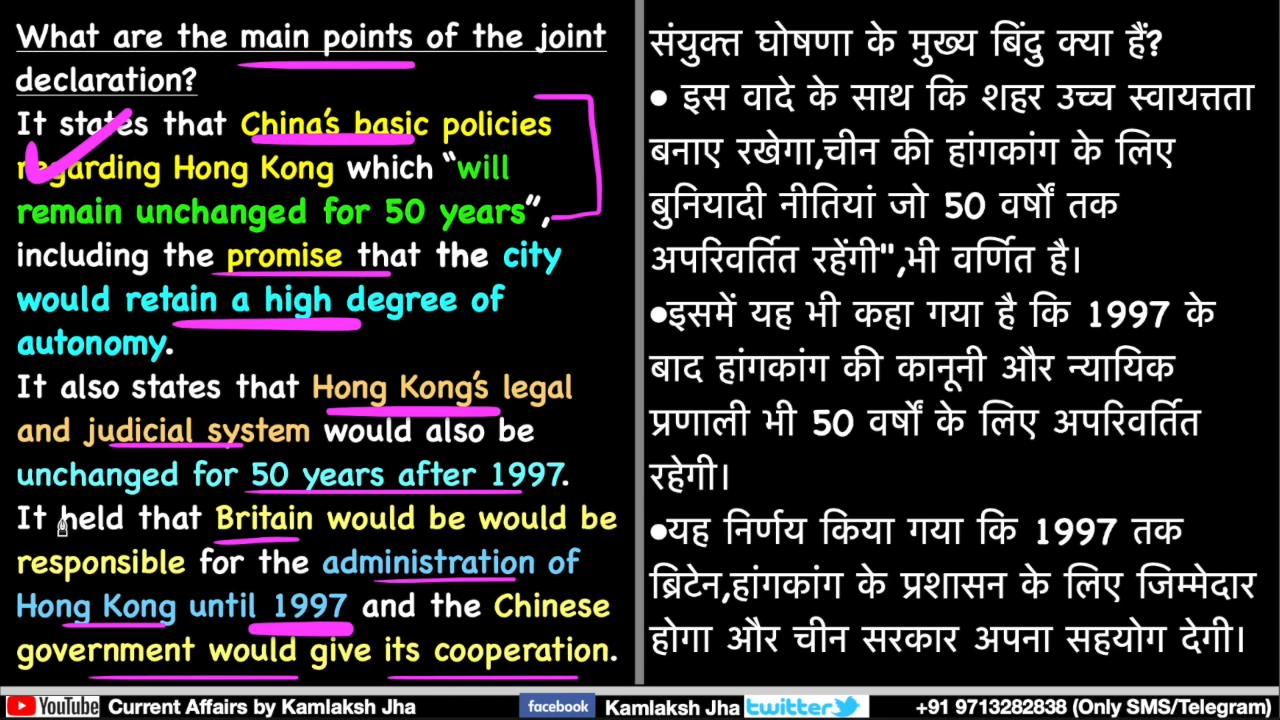 What are the main points of the joint
declaration?
It states that China's basic policies
regarding Hong Kong which "will
remain unchanged for 50 years",
including the promise that the city
would retain a high degree of
autonomy.
It also states that Hong Kong's legal
and judicial system would also be
unchanged for 50 years after 1997.
It held that Britain would be would be
responsible for the administration of
Hong Kong until 1997 and the Chinese
government would give its cooperation.
संयुक्त घोषणा के मुख्य बिंदु क्या हैं?
• इस वादे के साथ कि शहर उच्च स्वायत्तता
बनाए रखेगा,चीन की हांगकांग के लिए
बुनियादी नीतियां जो 50 वर्षों तक
अपरिवर्तित रहेंगी",भी वर्णित है।
•इसमें यह भी कहा गया है कि 1997 के
बाद हांगकांग की कानूनी और न्यायिक
प्रणाली भी 50 वर्षों के लिए अपरिवर्तित
रहेगी।
•यह निर्णय किया गया कि 1997 तक
ब्रिटेन,हांगकांग के प्रशासन के लिए जिम्मेदार
होगा और चीन सरकार अपना सहयोग देगी।
YouTube Current Affairs by Kamlaksh Jha facebook Kamlaksh Jha twitter +91 9713282838 (Only SMS/Telegram)